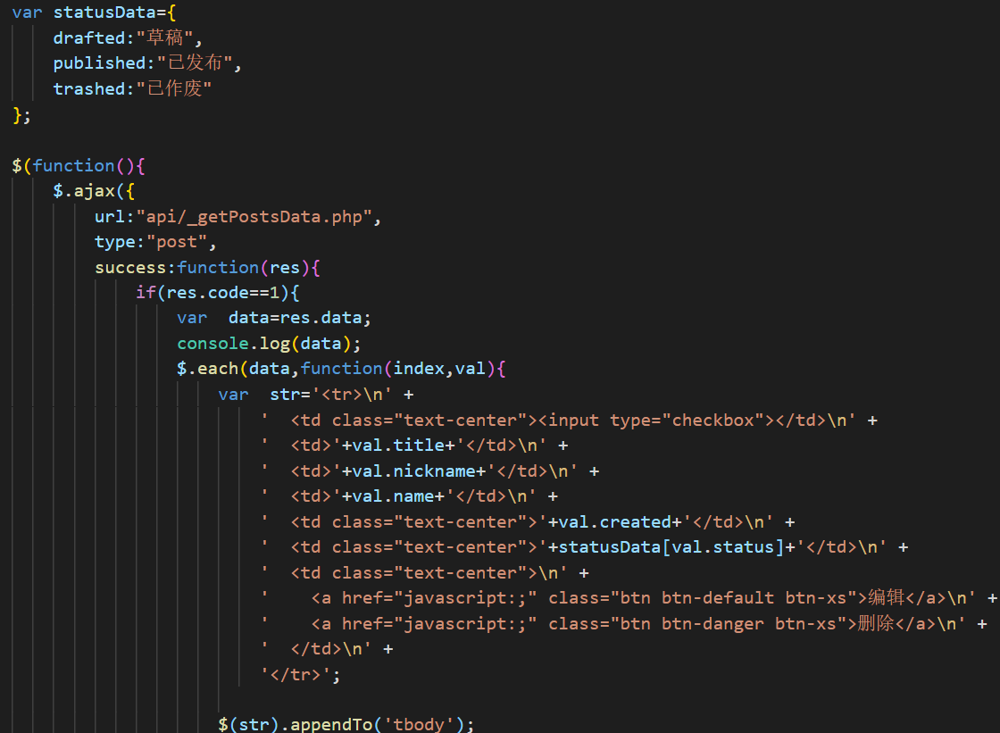 var statusData={
drafted:"草稿",
published:"已发布",
trashed:"已作废"
};
$(function(){
$.ajax({
url:"api/_getPostsData.php",
type:"post",
success:function(res){
if(res.code==1){
var  data=res.data;
console.log(data);
$.each(data,function(index,val){
var  str='<tr>\n' +
'  <td class="text-center"><input type="checkbox"></td>\n' +
'  <td>'+val.title+'</td>\n' +
'  <td>'+val.nickname+'</td>\n' +
'  <td>'+val.name+'</td>\n' +
'  <td class="text-center">'+val.created+'</td>\n' +
'  <td class="text-center">'+statusData[val.status]+'</td>\n' +
'  <td class="text-center">\n' +
'    <a href="javascript:;" class="btn btn-default btn-xs">编辑</a>\n' +
'    <a href="javascript:;" class="btn btn-danger btn-xs">删除</a>\n' +
'  </td>\n' +
'</tr>';
$(str).appendTo('tbody');